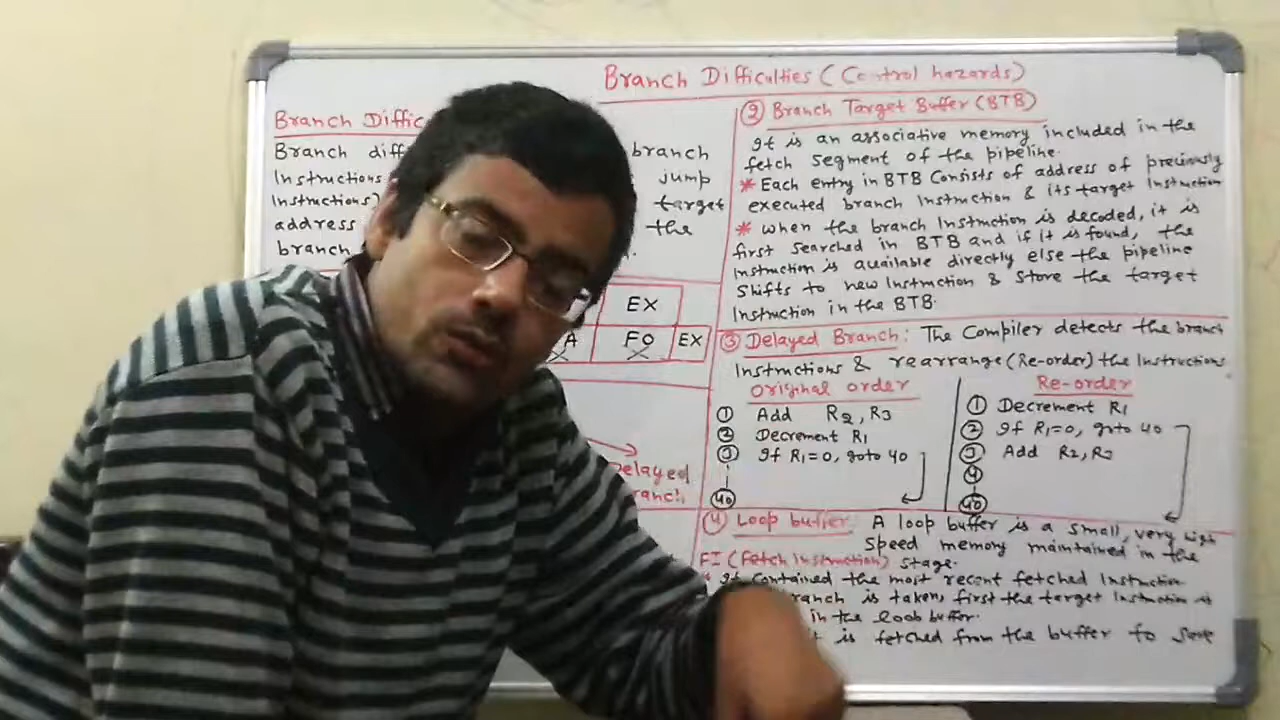 Branch Difficulties (Control hazards)
Branch Diffic
Branch diff branch
Instructions jump
Instructions) target
address the
branch
EX
A FO EX
Delayed
ranch
② Branch Target Buffer (BTB)
It is an associative memory included in the
fetch segment of the pipeline.
* Each entry in BTB Consists of address of previously
executed branch Instruction & its target Instruction
* when the branch Instruction is decoded, it is
first searched in BTB and if it is found, the
Instruction is available directly else the pipeline
Shifts to new Instruction & store the target
Instruction in the BTB.
③ Delayed Branch: The Compiler detects the branch
Instructions & rearrange (Re-order) the Instructions.
Original order
① Add R2, R3
② Decrement R1
③ If R1=0, goto 40
40
Re-order
① Decrement R1
② If R1=0, goto 40
③ Add R2, R3
④
40
④ Loop buffer: A loop buffer is a small, very high
speed memory maintained in the
FI (Fetch Instruction) stage.
* It contained the most recent fetched Instruction
ranch is taken, first the target Instruction is
in the loob buffer.
t is fetched from the buffer to save